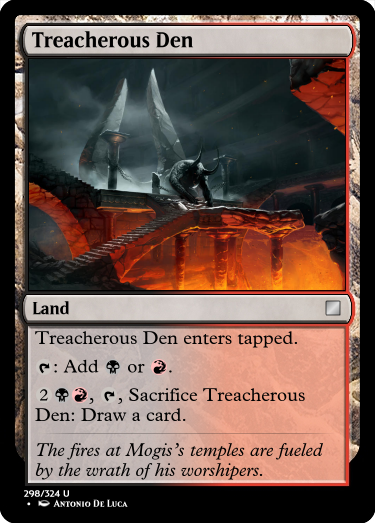 Treacherous Den
Land
Treacherous Den enters tapped.
: Add or .
2 , , Sacrifice Treacherous
Den: Draw a card.
The fires at Mogis's temples are fueled
by the wrath of his worshipers.
298/324 U
• Antonio De Luca